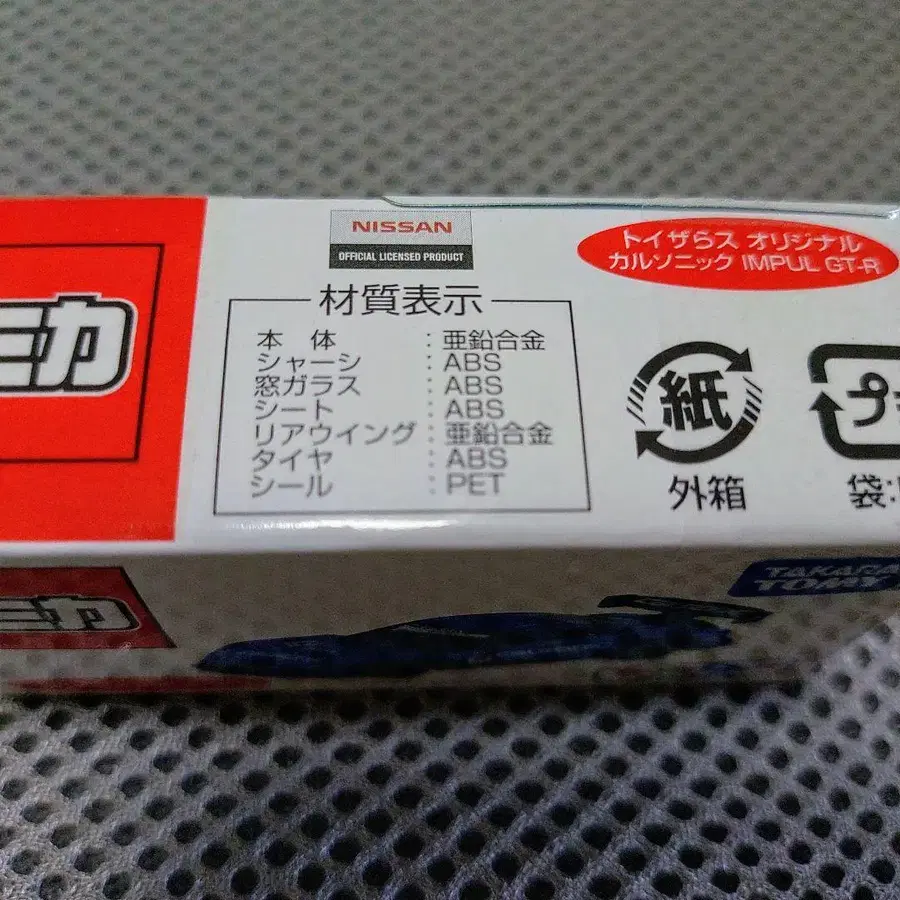 NISSAN
OFFICIAL LICENSED PRODUCT
トイザらス オリジナル
カルソニック IMPUL GT-R
ニカ
材質表示
本 体 : 亜鉛合金
シャーシ : ABS
窓ガラス : ABS
シート : ABS
リアウイング : 亜鉛合金
タイヤ : ABS
シール : PET
紙
外箱
プ
袋:
ニカ
TAKARA
TOMY